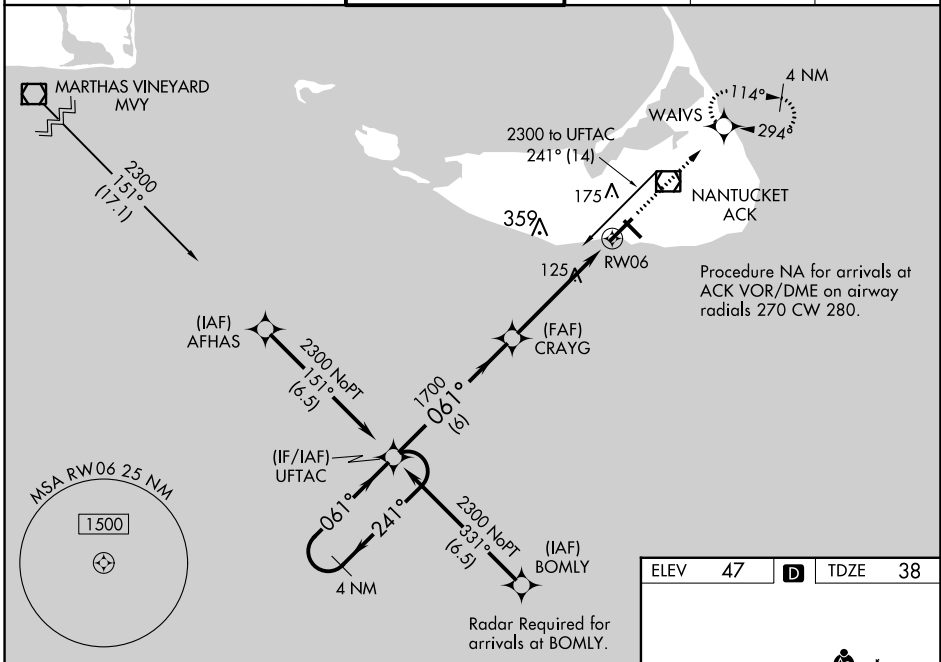 MARTHAS VINEYARD
MVY
2300
151°
(17.1)
4 NM
114°
294°
WAIVS
2300 to UFTAC
241° (14)
175
NANTUCKET
ACK
359
125
RW06
Procedure NA for arrivals at
ACK VOR/DME on airway
radials 270 CW 280.
(IAF)
AFHAS
2300 NoPT
151°
(6.5)
(FAF)
CRAYG
1700
061°
(6)
(IF/IAF)
UFTAC
061°
241°
4 NM
2300 NoPT
331°
(6.5)
(IAF)
BOMLY
Radar Required for
arrivals at BOMLY.
MSA RW06 25 NM
1500
ELEV 47 D TDZE 38